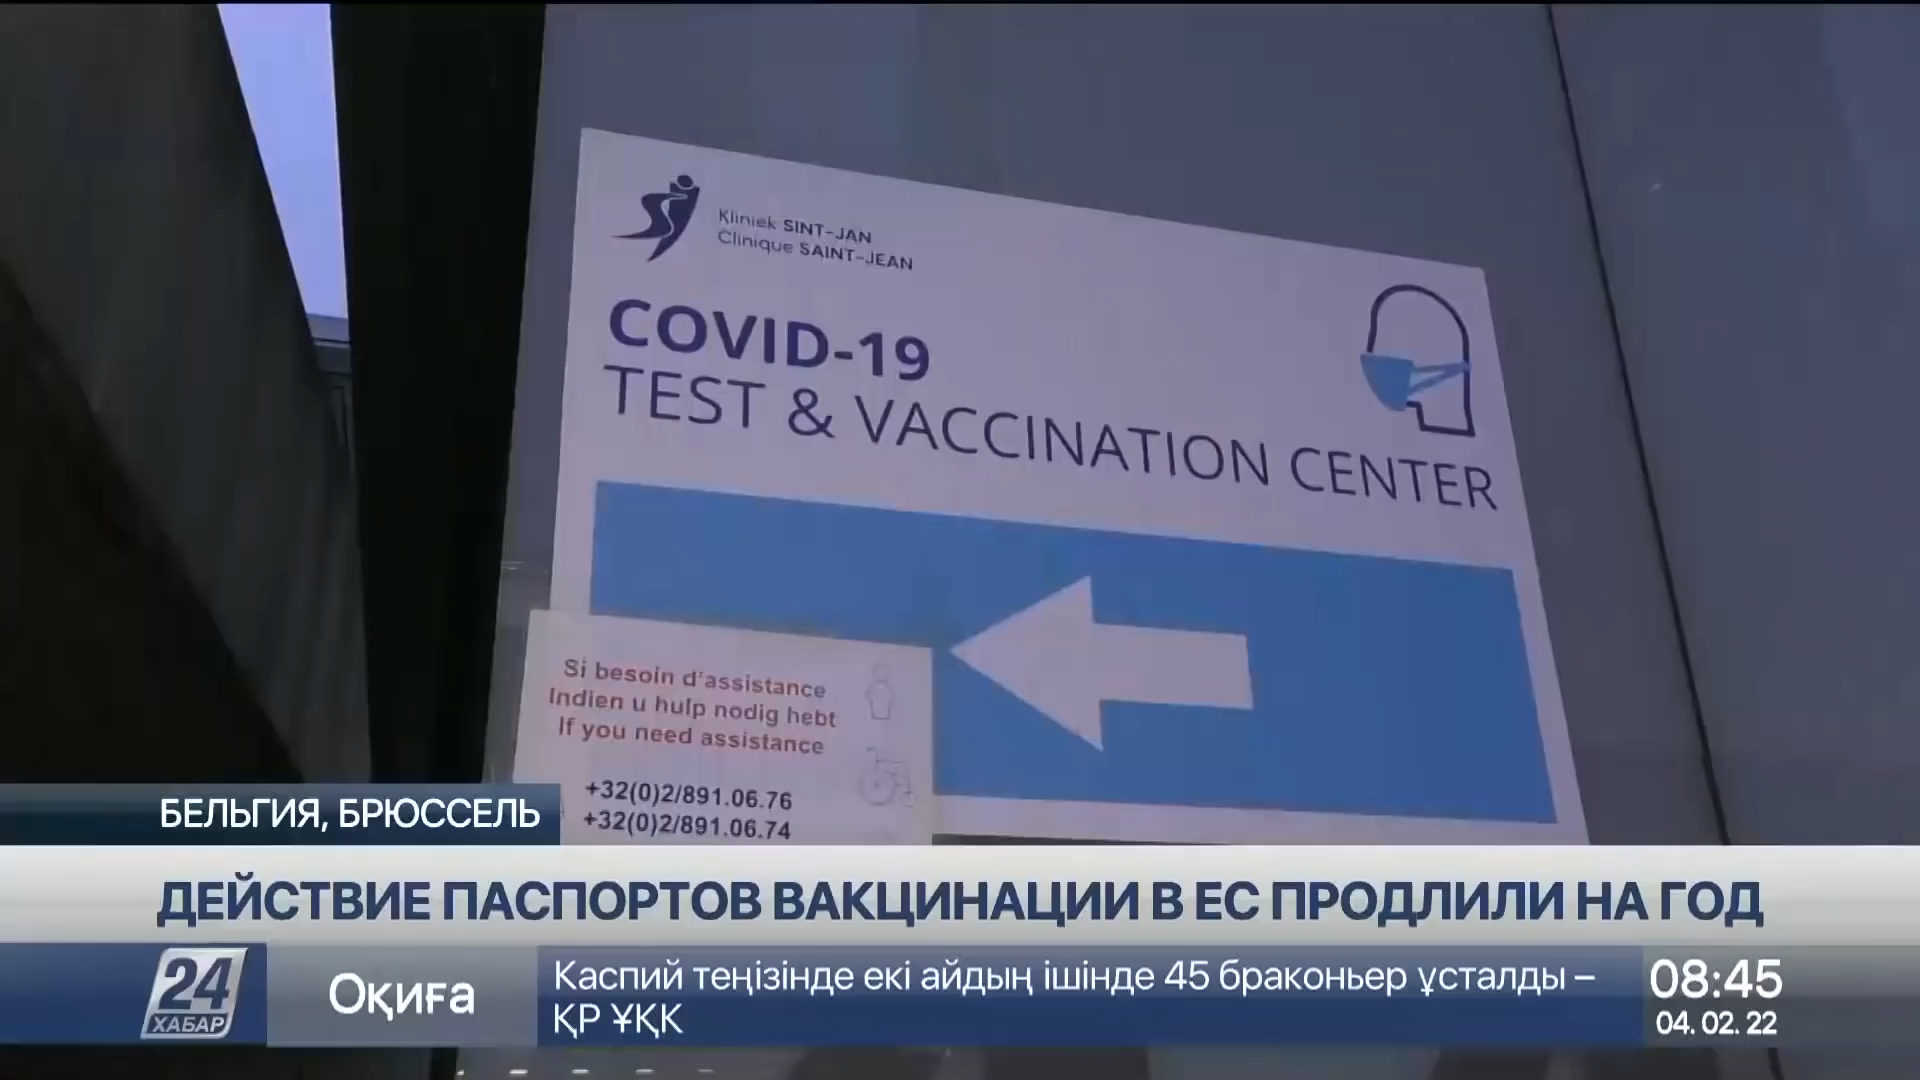 Kliniek SINT-JAN
Clinique SAINT-JEAN
COVID-19
TEST & VACCINATION CENTER
Si besoin d'assistance
Indien u hulp nodig hebt
If you need assistance
+32(0)2/891.06.76
+32(0)2/891.06.74
БЕЛЬГИЯ, БРЮССЕЛЬ
ДЕЙСТВИЕ ПАСПОРТОВ ВАКЦИНАЦИИ В ЕС ПРОДЛИЛИ НА ГОД
24
ХАБАР
Оқиға
Каспий теңізінде екі айдың ішінде 45 браконьер ұсталды –
ҚР ҰҚК
08:45
04. 02. 22